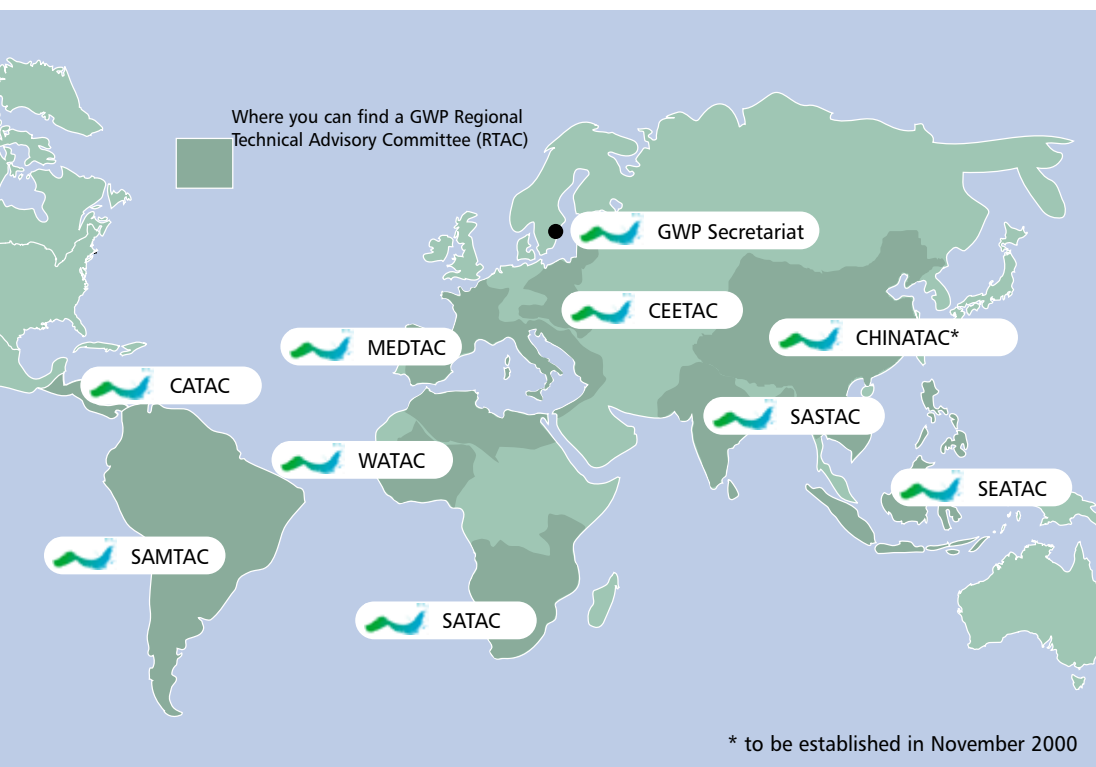 Where you can find a GWP Regional
Technical Advisory Committee (RTAC)
GWP Secretariat
CEETAC
CHINATAC*
MEDTAC
CATAC
SASTAC
WATAC
SEATAC
SAMTAC
SATAC
* to be established in November 2000